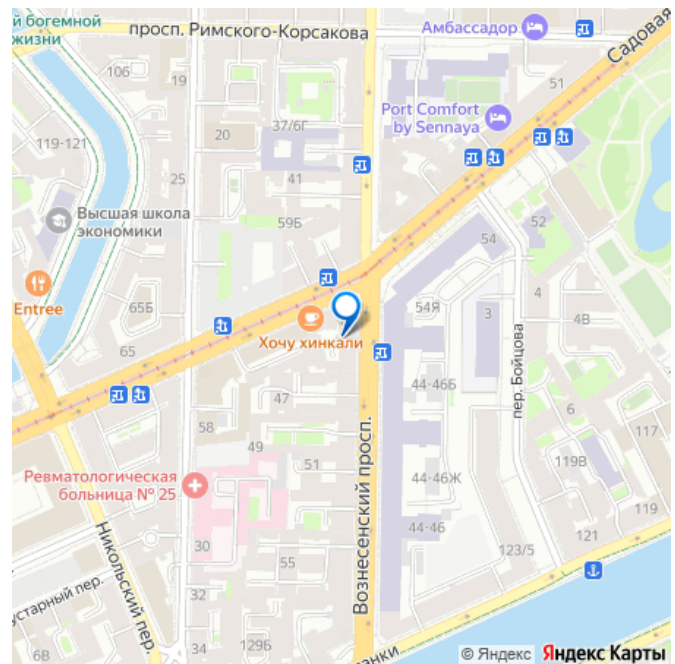 й богемной
жизни
просп. Римского-Корсакова
Амбассадор
Садовая
106
19
51
Port Comfort
by Sennaya
37/6Г
20
119-121
41
25
Высшая школа
экономики
59Б
52
54
Entree
65Б
54Я
3
4
4В
Хочу хинкали
65
44-46Б
пер. Бойцова
47
6
58
117
Вознесенский просп.
49
51
119В
Ревматологическая
больница № 25
44-46Ж
44-46
Никольский пер.
30
121
123/5
55
устарный пер.
32
34
129Б
6В
анки
© Яндекс Яндекс Карты